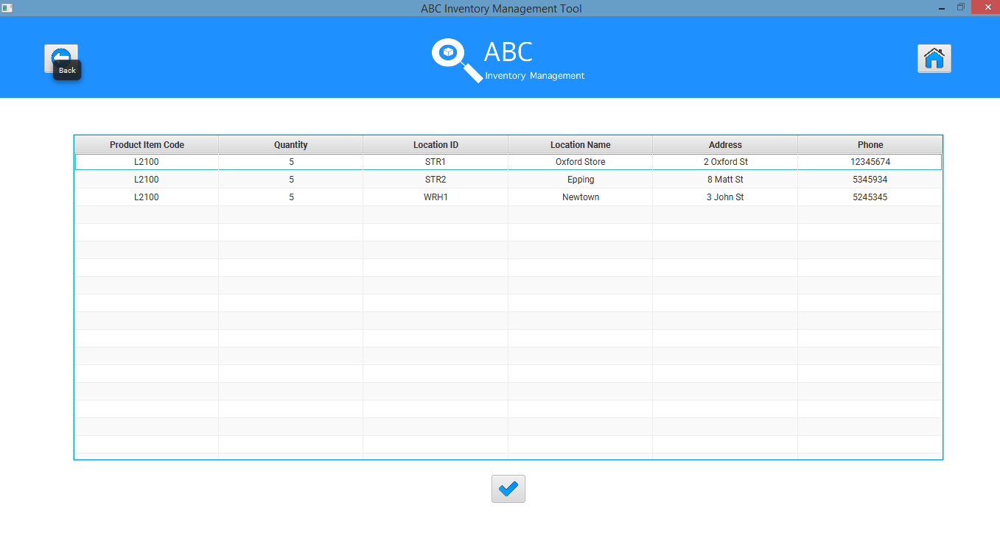 ABC Inventory Management Tool
Back
ABC
Inventory Management
Product Item Code Quantity Location ID Location Name Address Phone
L2100 5 STR1 Oxford Store 2 Oxford St 12345674
L2100 5 STR2 Epping 8 Matt St 5345934
L2100 5 WRH1 Newtown 3 John St 5245345